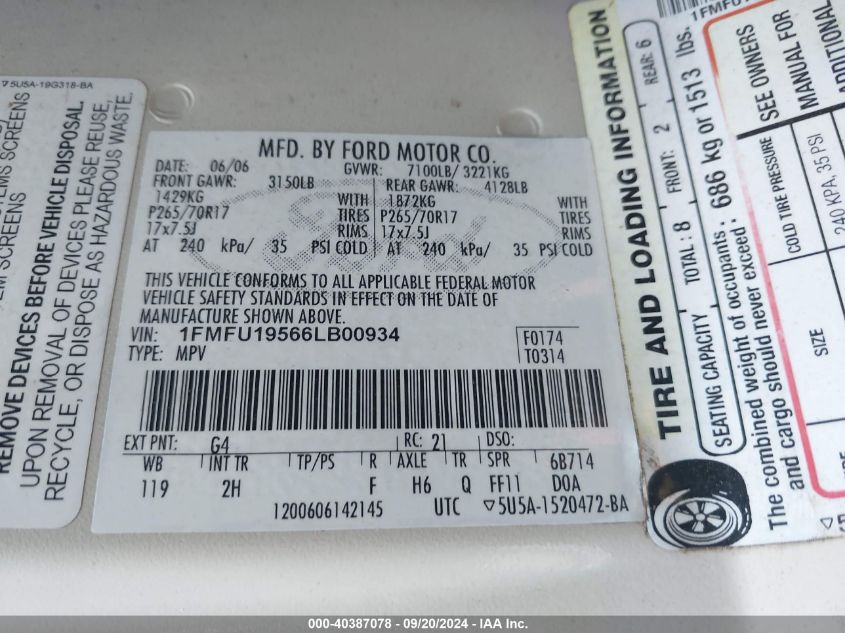 5U5A-19G318-BA
EMS SCREENS
EM SCREENS
REMOVE DEVICES BEFORE VEHICLE DISPOSAL.
UPON REMOVAL OF DEVICES PLEASE REUSE,
RECYCLE, OR DISPOSE AS HAZARDOUS WASTE.
MFD. BY FORD MOTOR CO.
DATE: 06/06 GVWR: 7100LB/ 3221KG
FRONT GAWR: 3150LB REAR GAWR: 4128LB
1429KG WITH 1872KG WITH
P265/70R17 TIRES P265/70R17 TIRES
17x7.5J RIMS 17x7.5J RIMS
AT 240 kPa/ 35 PSI COLD AT 240 kPa/ 35 PSI COLD
Ford
THIS VEHICLE CONFORMS TO ALL APPLICABLE FEDERAL MOTOR
VEHICLE SAFETY STANDARDS IN EFFECT ON THE DATE OF
MANUFACTURE SHOWN ABOVE.
VIN: 1FMFU19566LB00934 F0174
TYPE: MPV T0314
EXT PNT: G4 RC: 21 DSO:
WB INT TR TP/PS R AXLE TR SPR 6B714
119 2H F H6 Q FF11 DOA
1200606142145 UTC 5U5A-1520472-BA
TIRE AND LOADING INFORMATION
SEATING CAPACITY TOTAL: 8 FRONT: 2 REAR: 6
The combined weight of occupants : 686 kg or 1513 lbs.
and cargo should never exceed :
SIZE COLD TIRE PRESSURE
240 KPA, 35 PSI
SEE OWNERS
MANUAL FOR
ADDITIONAL
000-40387078 - 09/20/2024 - IAA Inc.